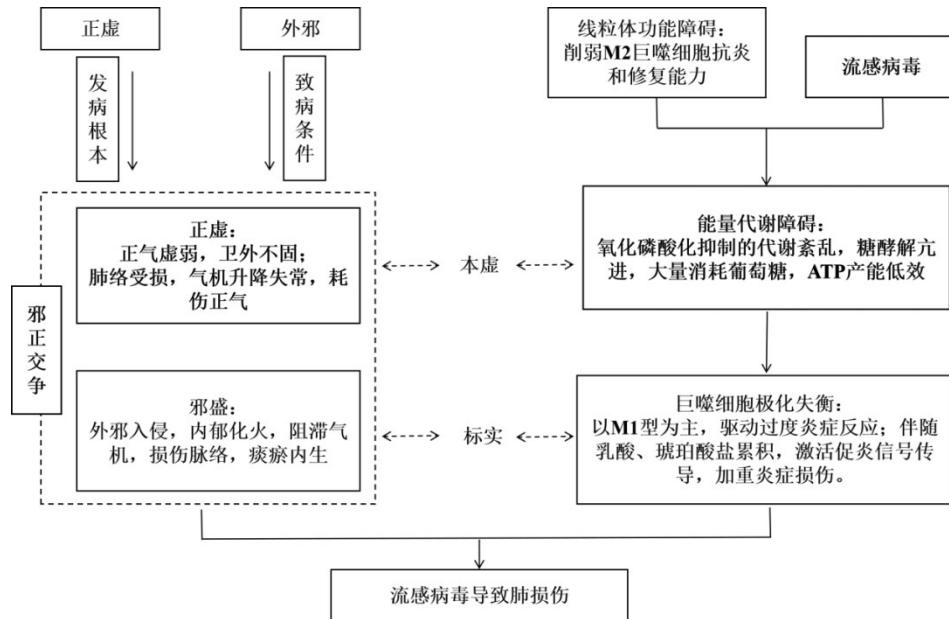 正虚
外邪
线粒体功能障碍：
削弱M2巨噬细胞抗炎
和修复能力
流感病毒
发病根本
致病条件
正虚：
正气虚弱，卫外不固；
肺络受损，气机升降失常，耗
伤正气
本虚
能量代谢障碍：
氧化磷酸化抑制的代谢紊乱，糖酵解亢
进，大量消耗葡萄糖，ATP产能低效
邪正交争
邪盛：
外邪入侵，内郁化火，阻滞气
机，损伤脉络，痰瘀内生
标实
巨噬细胞极化失衡：
以M1型为主，驱动过度炎症反应；伴随
乳酸、琥珀酸盐累积，激活促炎信号传
导，加重炎症损伤。
流感病毒导致肺损伤